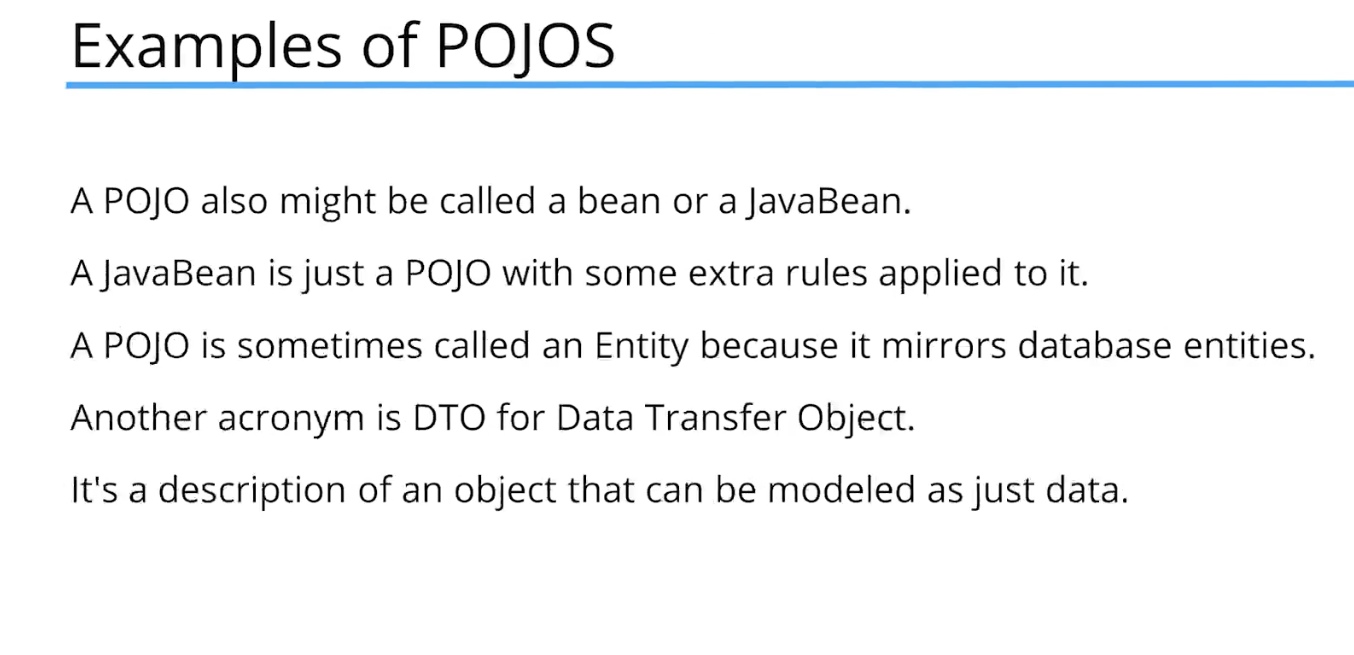 Examples of POJOS
A POJO also might be called a bean or a JavaBean.
A JavaBean is just a POJO with some extra rules applied to it.
A POJO is sometimes called an Entity because it mirrors database entities.
Another acronym is DTO for Data Transfer Object.
It's a description of an object that can be modeled as just data.